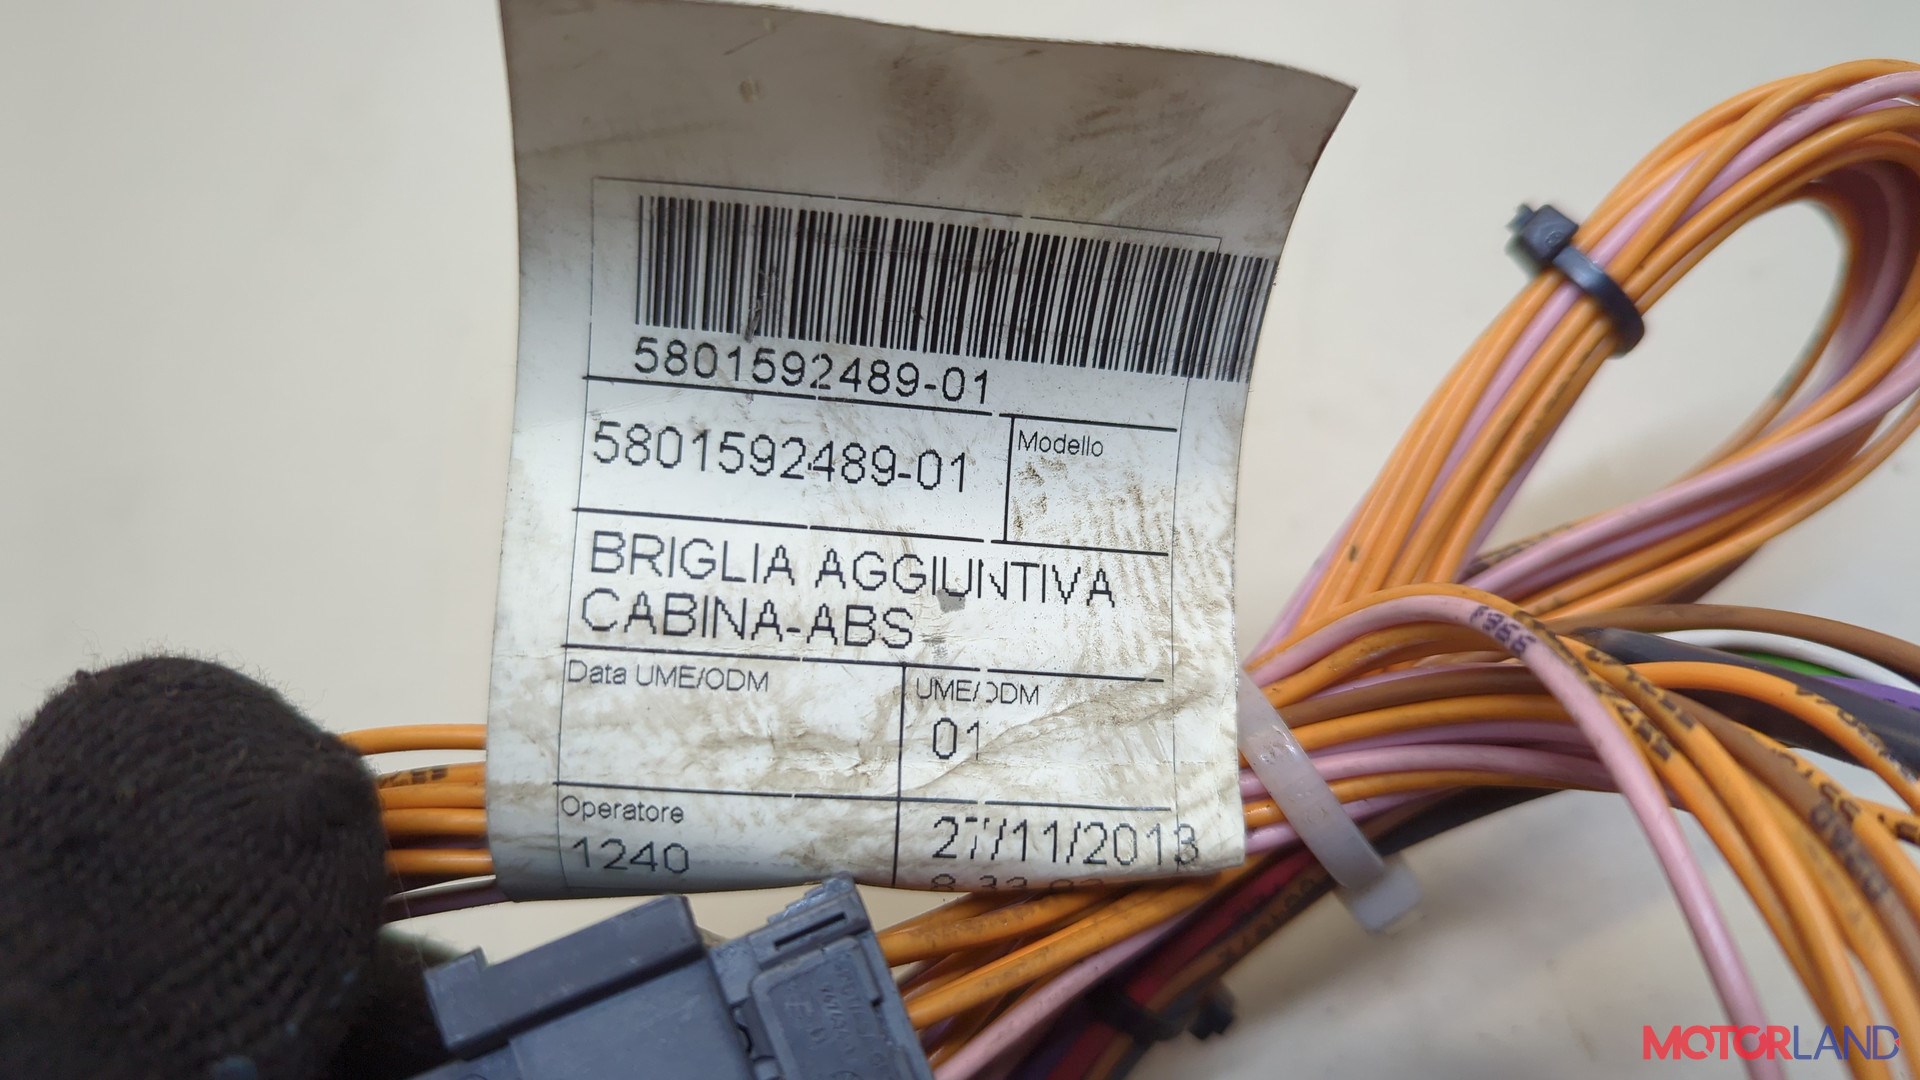 5801592489-01
5801592489-01
Modello
BRIGLIA AGGIUNTIVA
CABINA-ABS
Data UME/ODM
UME/ODM
01
Operatore
1240
27/11/2013
MOTORLAND